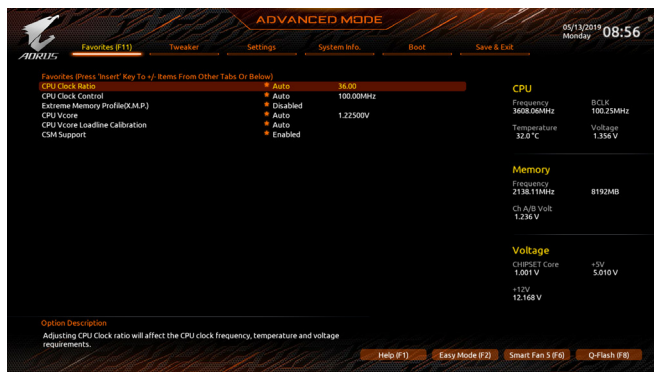 ADVANCED MODE
05/13/2019
Monday
08:56
AORUS
Favorites (F11) Tweaker Settings System Info. Boot Save & Exit
Favorites (Press 'Insert' Key To +/- Items From Other Tabs Or Below)
CPU Clock Ratio Auto 36.00
CPU Clock Control Auto 100.00MHz
Extreme Memory Profile(X.M.P.) Disabled
CPU Vcore Auto 1.22500V
CPU Vcore Loadline Calibration Auto
CSM Support Enabled
CPU
Frequency BCLK
3608.06MHz 100.25MHz
Temperature Voltage
32.0 °C 1.356 V
Memory
Frequency
2138.11MHz 8192MB
Ch A/B Volt
1.236 V
Voltage
CHIPSET Core +5V
1.001 V 5.010 V
+12V
12.168 V
Option Description
Adjusting CPU Clock ratio will affect the CPU clock frequency, temperature and voltage
requirements.
Help (F1) Easy Mode (F2) Smart Fan 5 (F6) Q-Flash (F8)